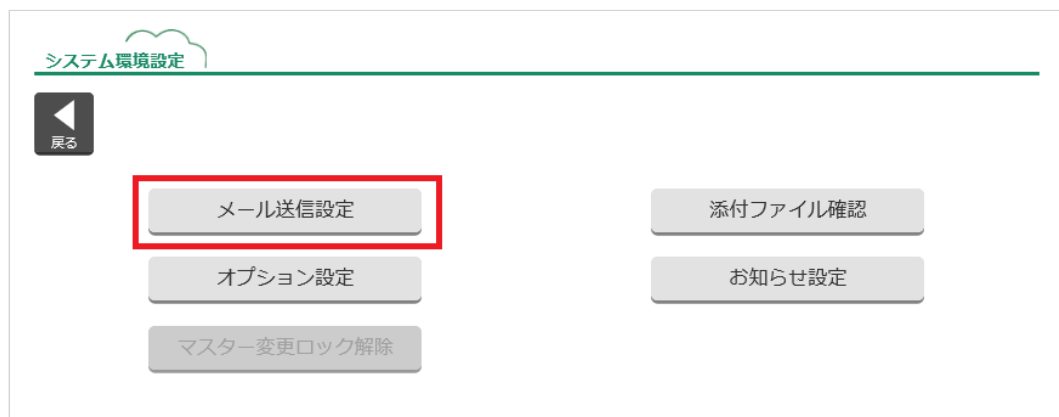 システム環境設定
戻る
メール送信設定
添付ファイル確認
オプション設定
お知らせ設定
マスター変更ロック解除